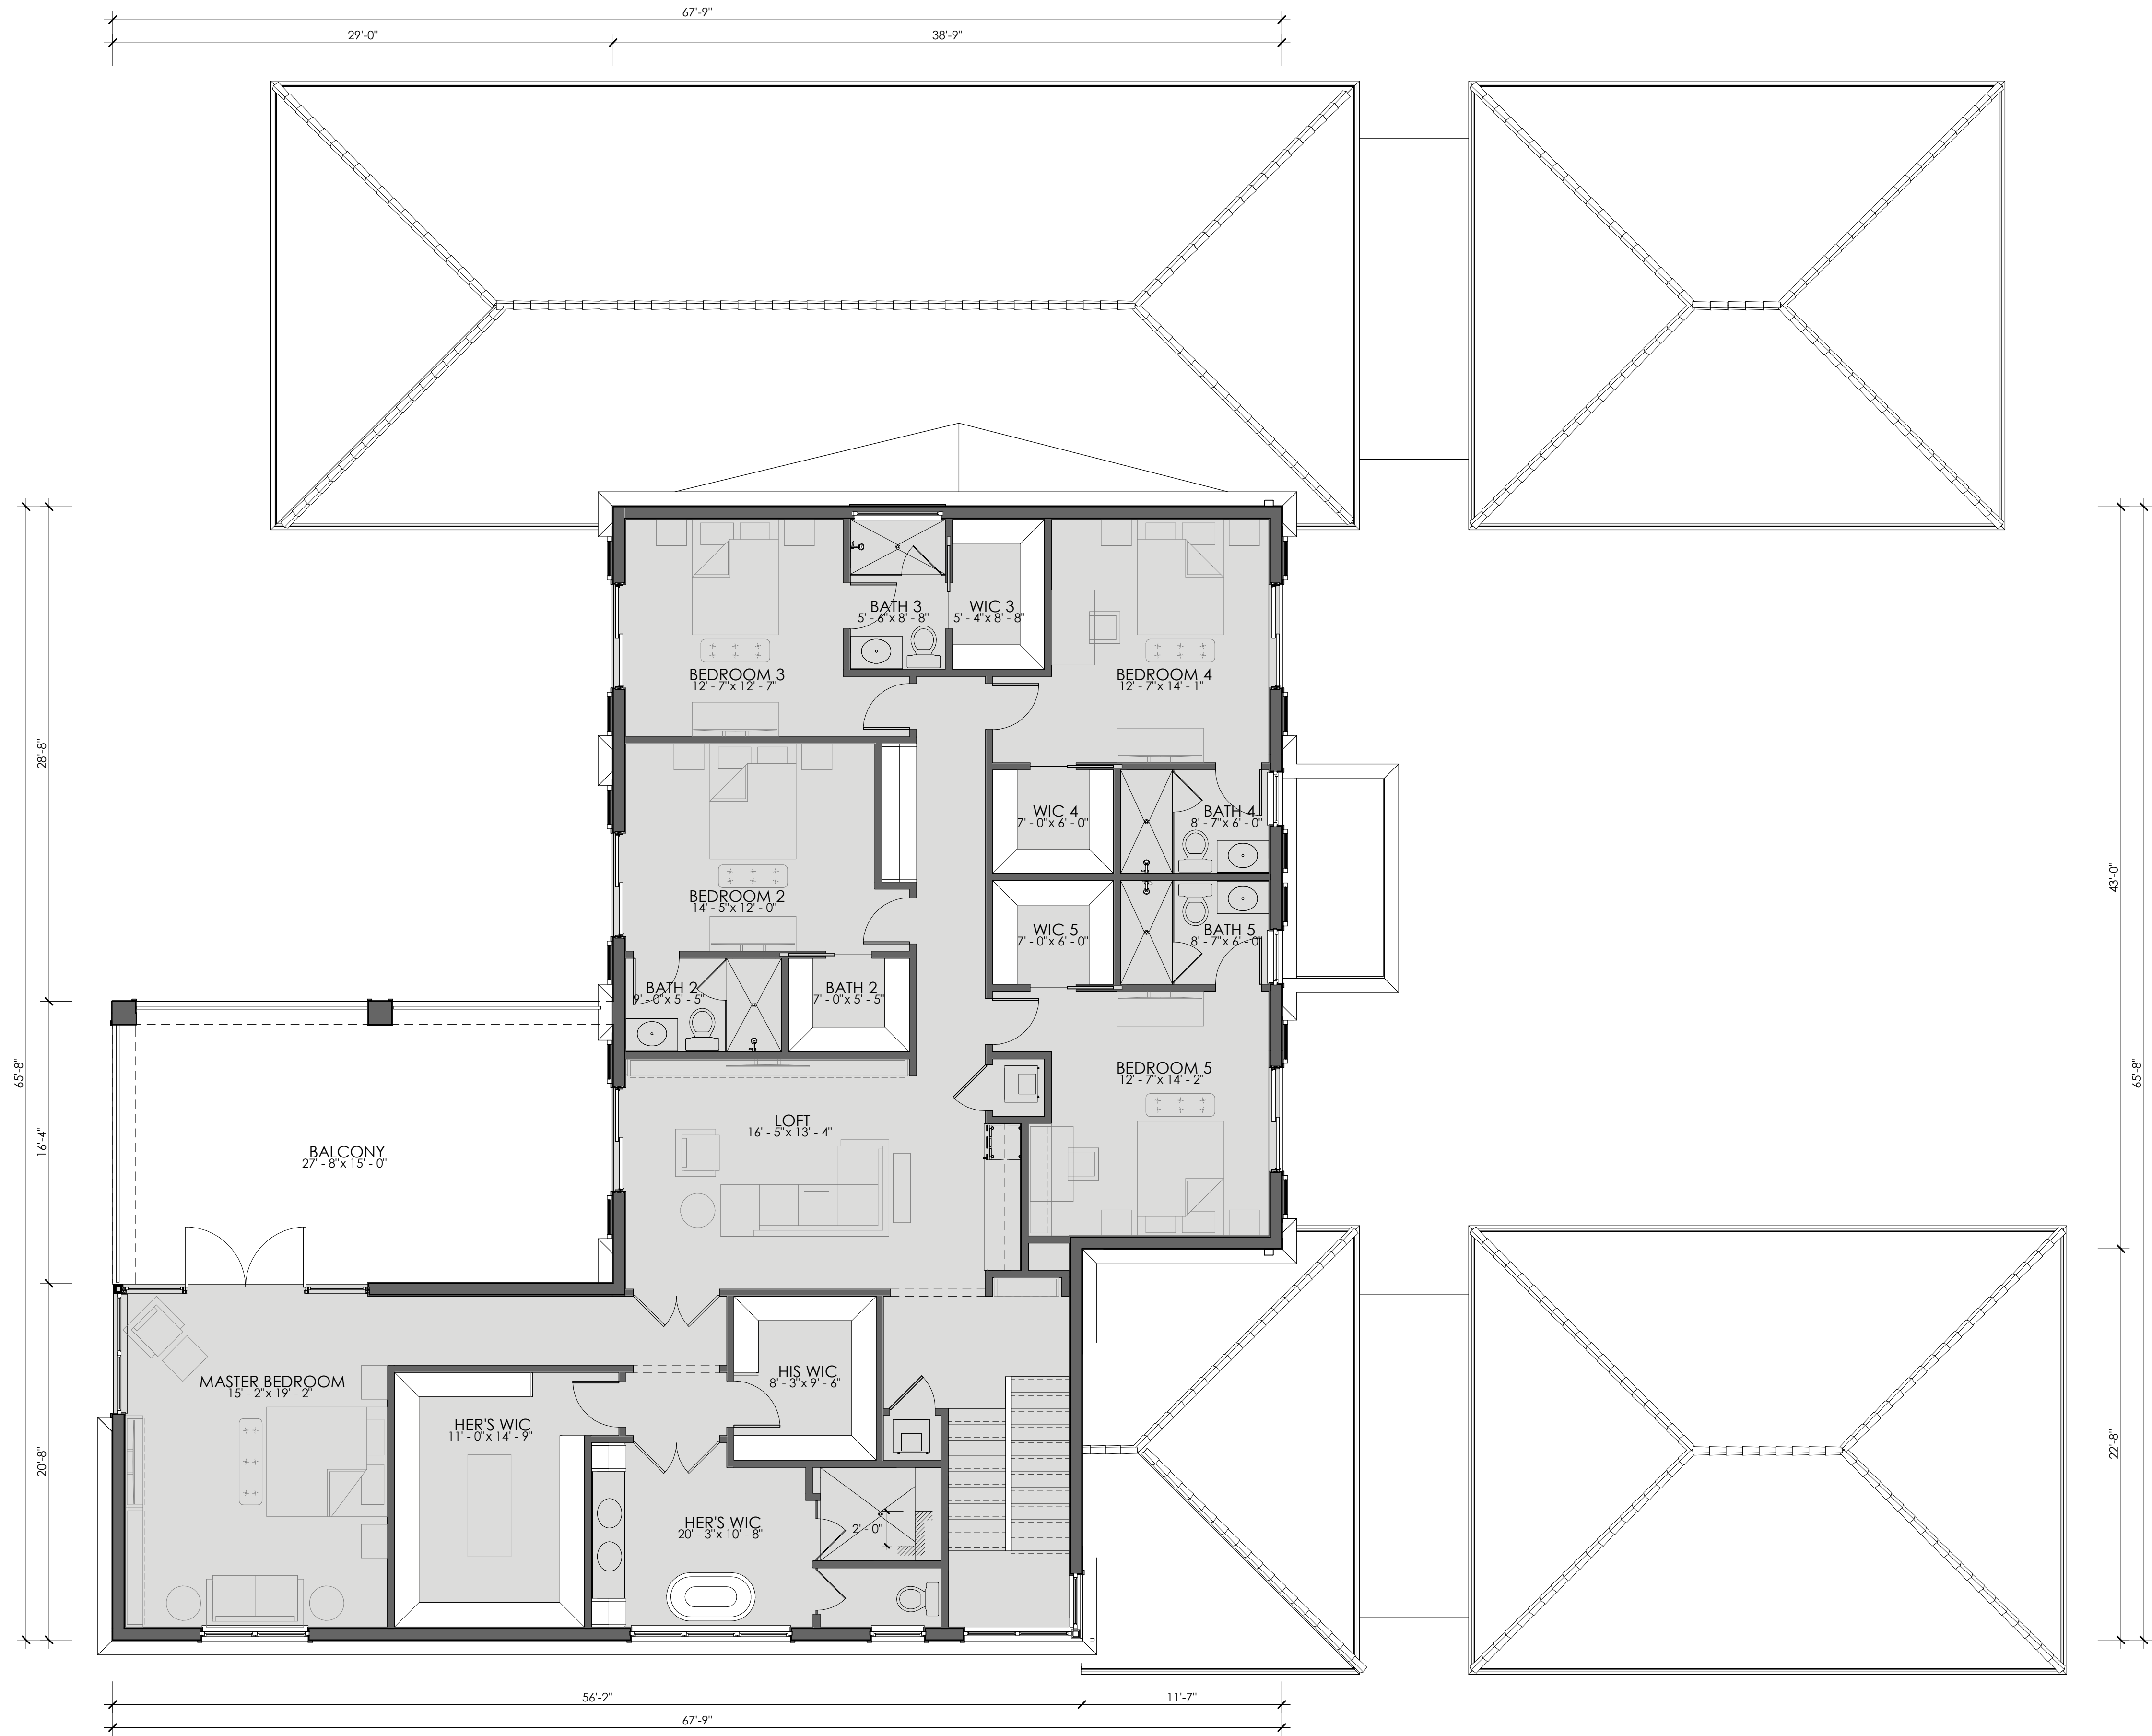 67'-9"
29'-0"
38'-9"
BATH 3
5' - 6"x 8' - 8"
WIC 3
5' - 4"x 8' - 8"
BEDROOM 3
12' - 7"x 12' - 7"
BEDROOM 4
12' - 7"x 14' - 1"
28'-8"
WIC 4
7' - 0"x 6' - 0"
BATH 4
8' - 7"x 6' - 0"
BEDROOM 2
14' - 5"x 12' - 0"
43'-0"
WIC 5
7' - 0"x 6' - 0"
BATH 5
8' - 7"x 6' - 0"
BATH 2
9' - 0"x 5' - 5"
BATH 2
7' - 0"x 5' - 5"
65'-8"
BEDROOM 5
12' - 7"x 14' - 2"
65'-8"
LOFT
16' - 5"x 13' - 4"
16'-4"
BALCONY
27' - 8"x 15' - 0"
HIS WIC
8' - 3"x 9' - 6"
MASTER BEDROOM
15' - 2"x 19' - 2"
HER'S WIC
11' - 0"x 14' - 9"
20'-8"
22'-8"
HER'S WIC
20' - 3"x 10' - 8"
2' - 0"
56'-2"
11'-7"
67'-9"